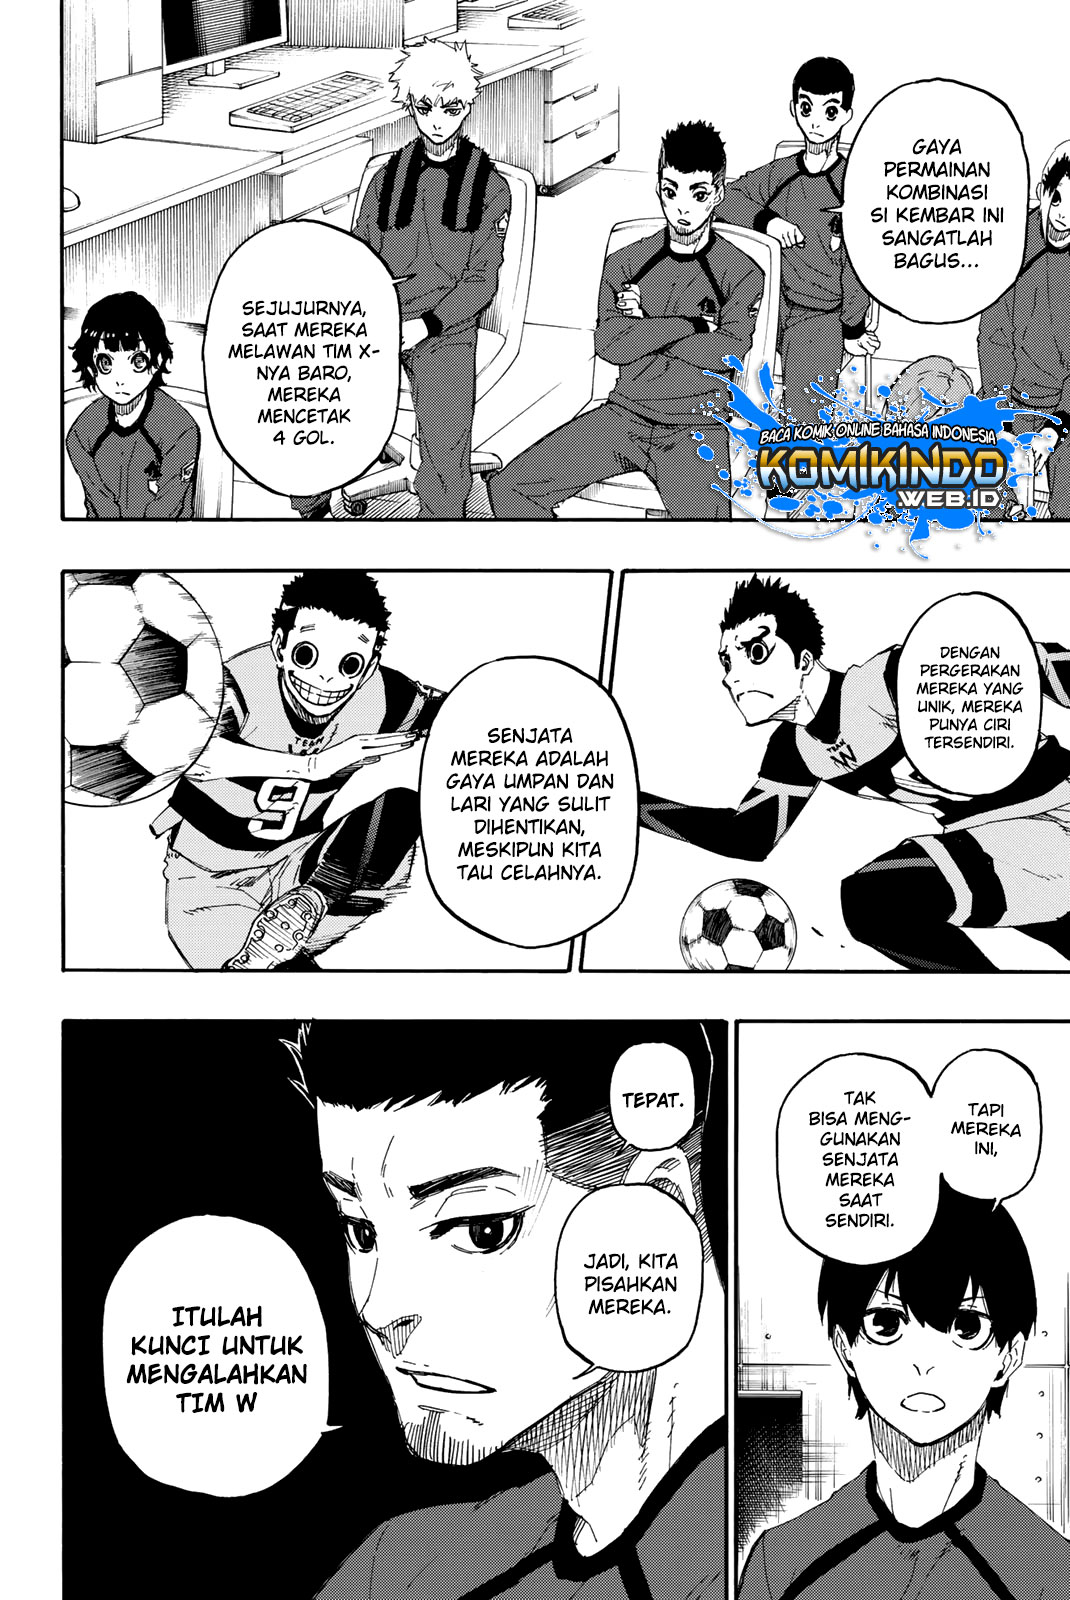 GAYA
PERMAINAN
KOMBINASI
SI KEMBAR INI
SANGATLAH
BAGUS...
SEJUJURNYA,
SAAT MEREKA
MELAWAN TIM X-
NYA BARO,
MEREKA
MENCETAK
4 GOL.
BACA KOMIK ONLINE BAHASA INDONESIA
KOMIKINDO
WEB.ID
DENGAN
PERGERAKAN
MEREKA YANG
UNIK, MEREKA
PUNYA CIRI
TERSENDIRI.
TEAM
W
SENJATA
MEREKA ADALAH
GAYA UMPAN DAN
LARI YANG SULIT
DIHENTIKAN,
MESKIPUN KITA
TAU CELAHNYA.
TEAM
9
TAPI
MEREKA
INI,
TAK
BISA MENG-
GUNAKAN
SENJATA
MEREKA
SAAT
SENDIRI.
TEPAT.
JADI, KITA
PISAHKAN
MEREKA.
ITULAH
KUNCI UNTUK
MENGALAHKAN
TIM W